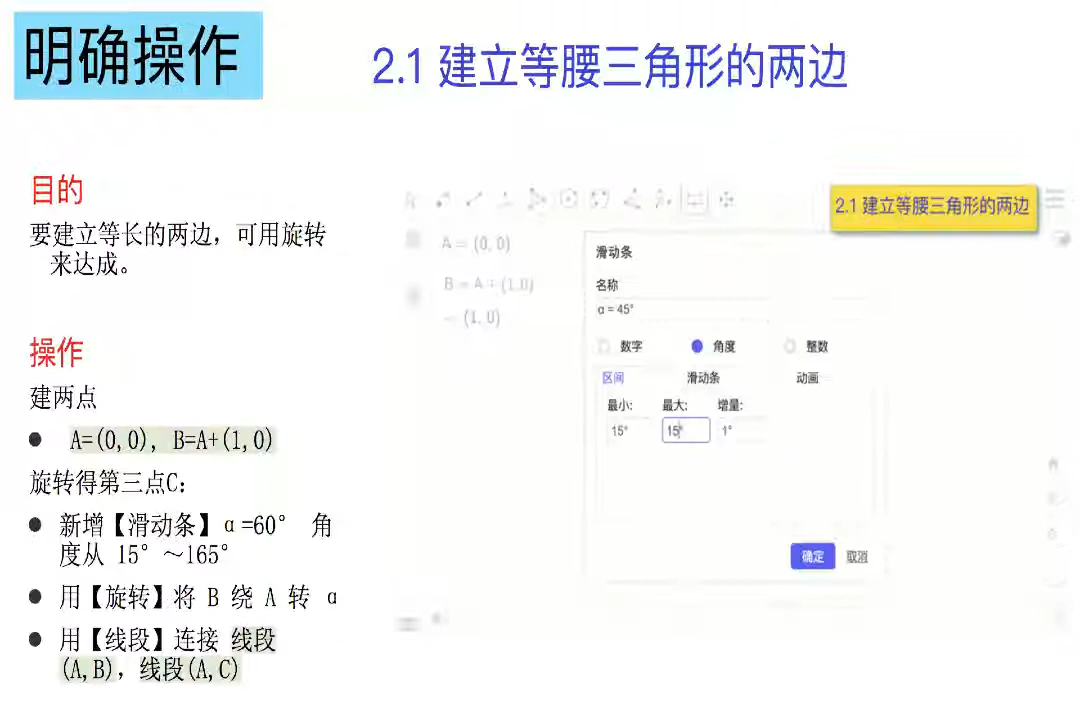 明确操作
2.1 建立等腰三角形的两边
目的
要建立等长的两边，可用旋转
来达成。
操作
建两点
● A=(0,0), B=A+(1,0)
旋转得第三点C：
● 新增【滑动条】α=60° 角
度从 15°～165°
● 用【旋转】将 B 绕 A 转 α
● 用【线段】连接 线段
(A,B)，线段(A,C)
2.1 建立等腰三角形的两边
A = (0, 0)
B = A + (1,0)
= (1, 0)
滑动条
名称
α = 45°
数字 角度 整数
区间 滑动条 动画
最小: 最大: 增量:
15° 15° 1°
确定 取消